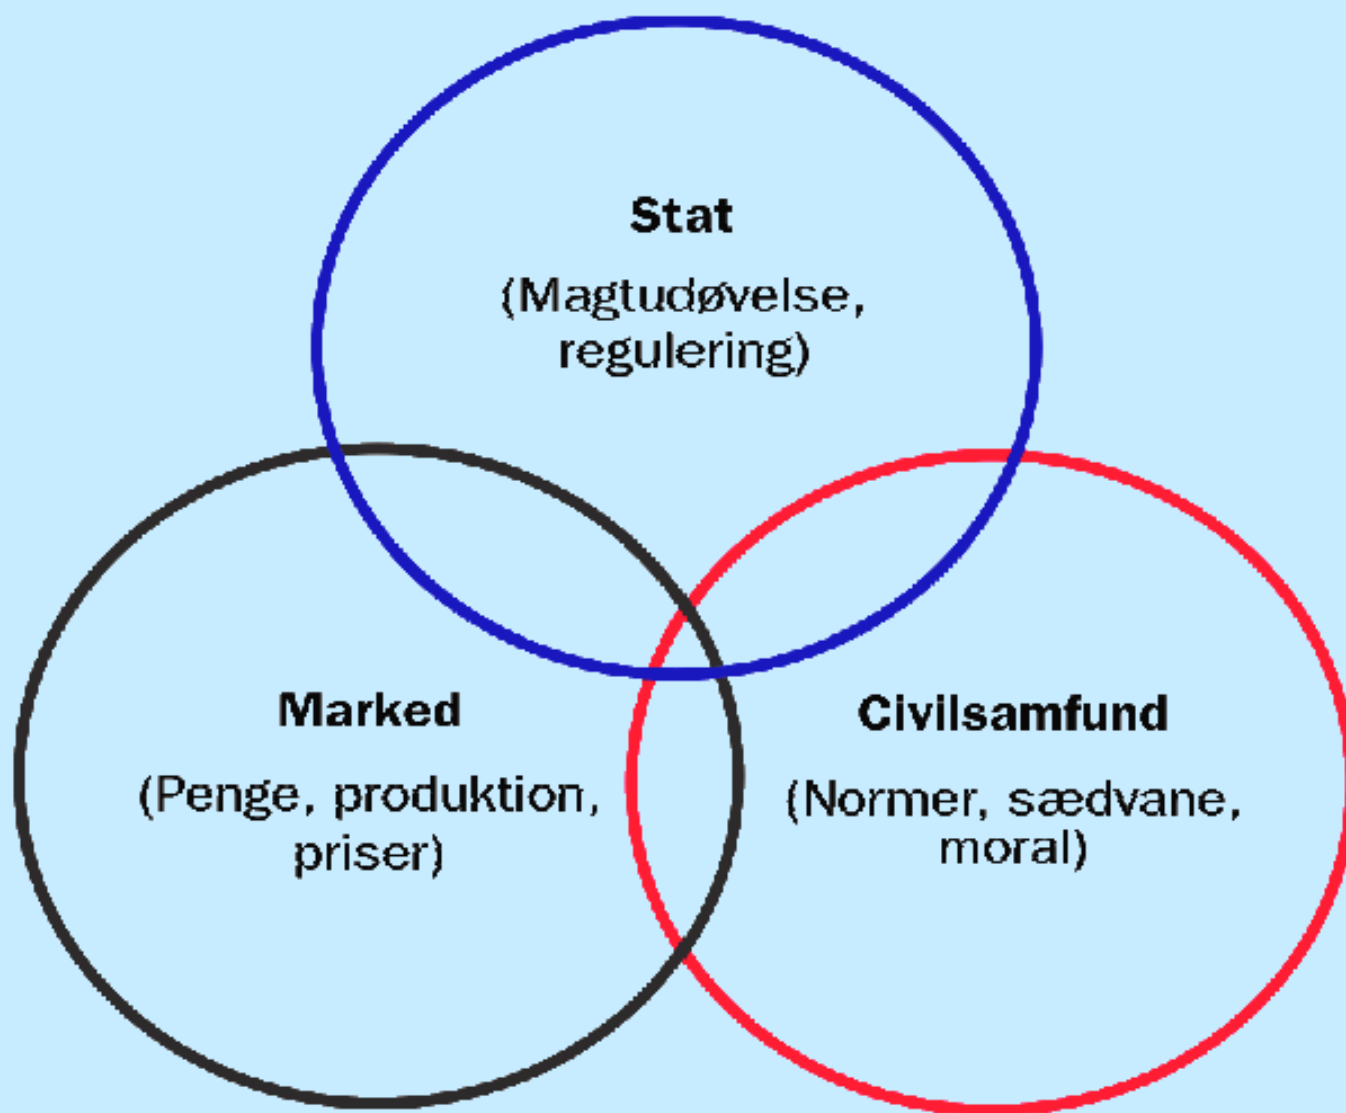 Stat
(Magtudøvelse,
regulering)
Marked
(Penge, produktion,
priser)
Civilsamfund
(Normer, sædvane,
moral)